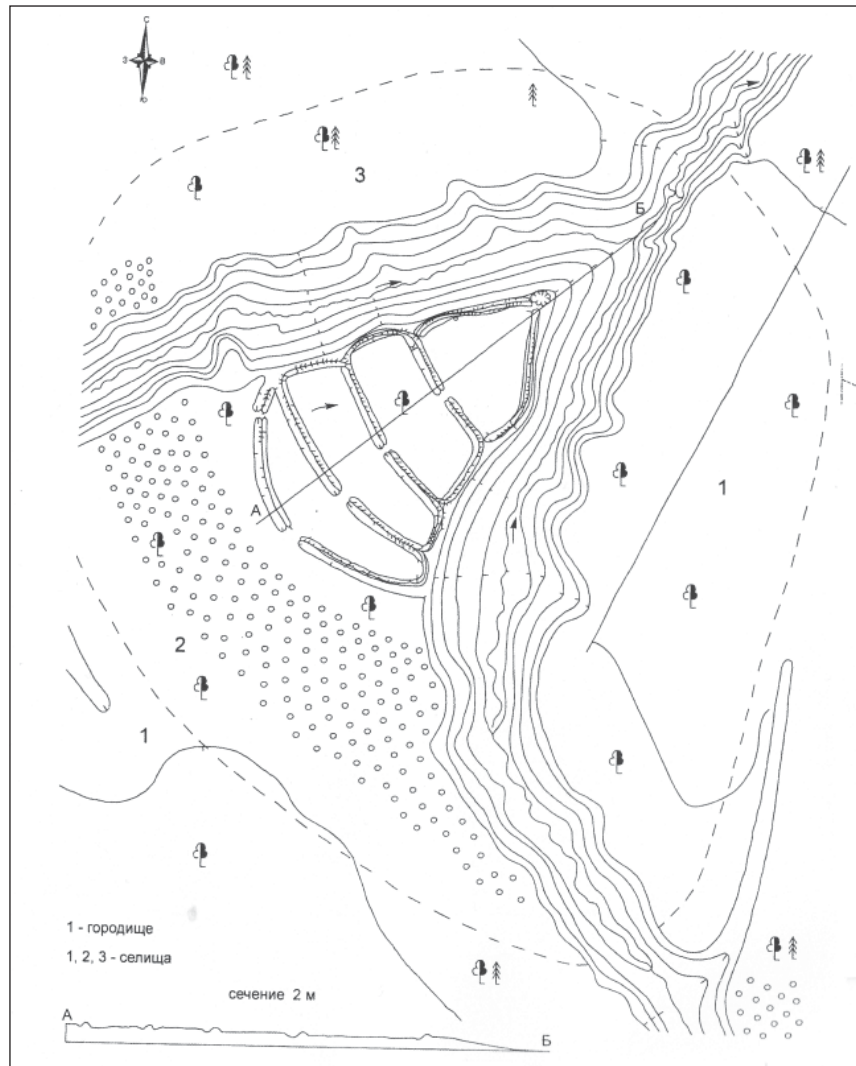 С
З В
Ю
3
Б
1
А
2
1
1 - городище
1, 2, 3 - селища
сечение 2 м
А
Б